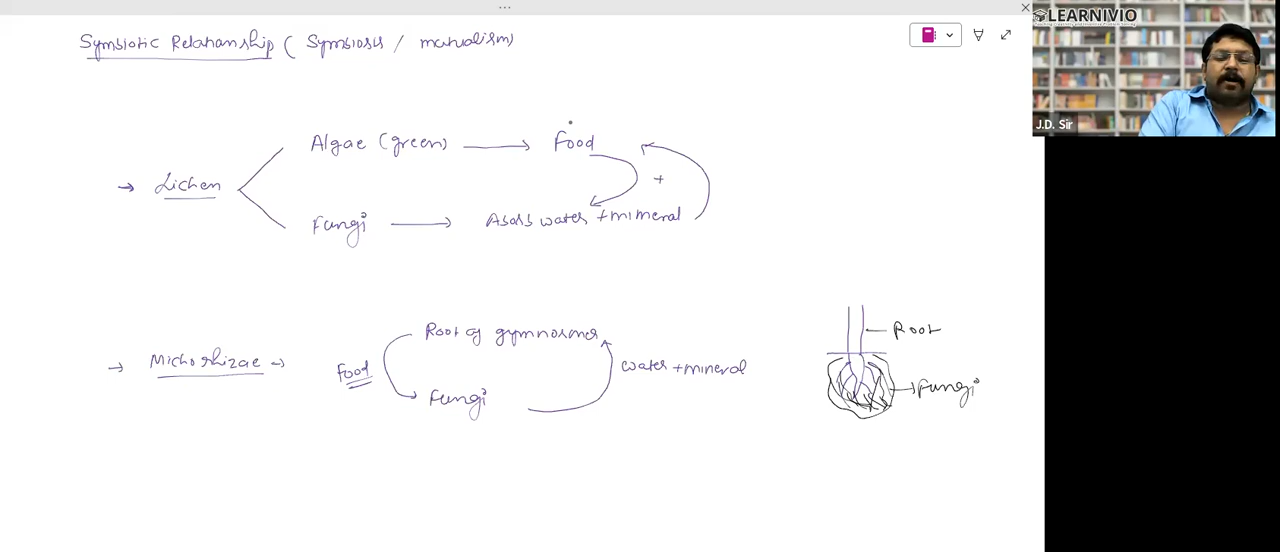 LEARNIVIO
J.D. Sir
Symbiotic Relationship ( Symbiosis / mutualism)
Algae (green) → Food
+
→ Lichen
Fungi → Absorb water + mineral
Root of gymnosmer
→ Michorhizae →
Food
water + mineral
Fungi
Root
→ Fungi